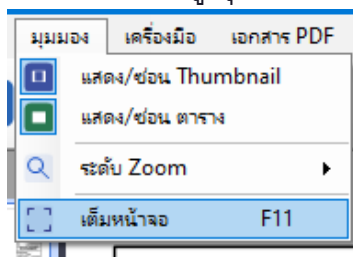 มุมมอง เครื่องมือ เอกสาร PDF
แสดง/ซ่อน Thumbnail
แสดง/ซ่อน ตาราง
ระดับ Zoom
เต็มหน้าจอ F11